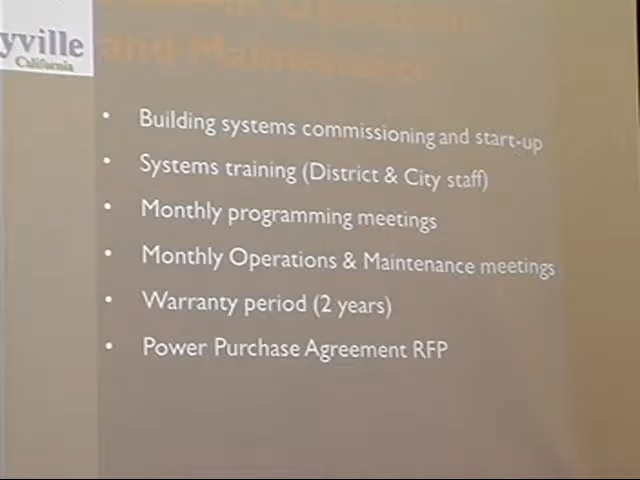 yville
California
and Maintenance
• Building systems commissioning and start-up
• Systems training (District & City staff)
• Monthly programming meetings
• Monthly Operations & Maintenance meetings
• Warranty period (2 years)
• Power Purchase Agreement RFP